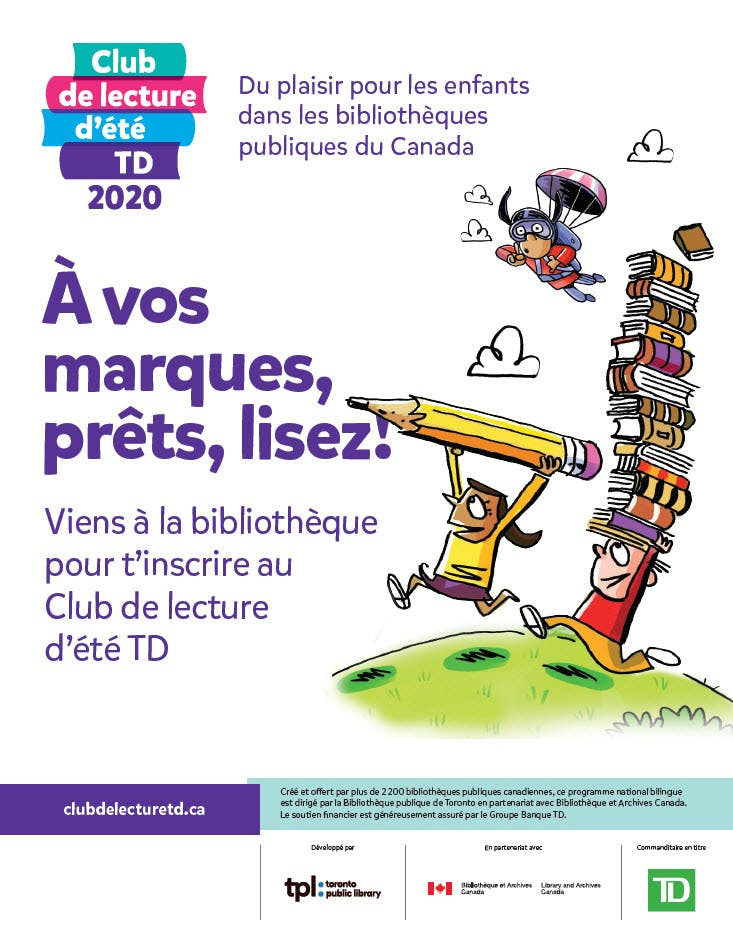 Club
de lecture
d'été
TD
2020
Du plaisir pour les enfants
dans les bibliothèques
publiques du Canada
À vos
marques,
prêts, lisez!
Viens à la bibliothèque
pour t'inscrire au
Club de lecture
d'été TD
clubdelecturetd.ca
Créé et offert par plus de 2200 bibliothèques publiques canadiennes, ce programme national bilingue
est dirigé par la Bibliothèque publique de Toronto en partenariat avec Bibliothèque et Archives Canada.
Le soutien financier est généreusement assuré par le Groupe Banque TD.
Développé par
tpl: toronto
public library
En partenariat avec
Bibliothèque et Archives
Canada
Library and Archives
Canada
Commanditaire en titre
TD